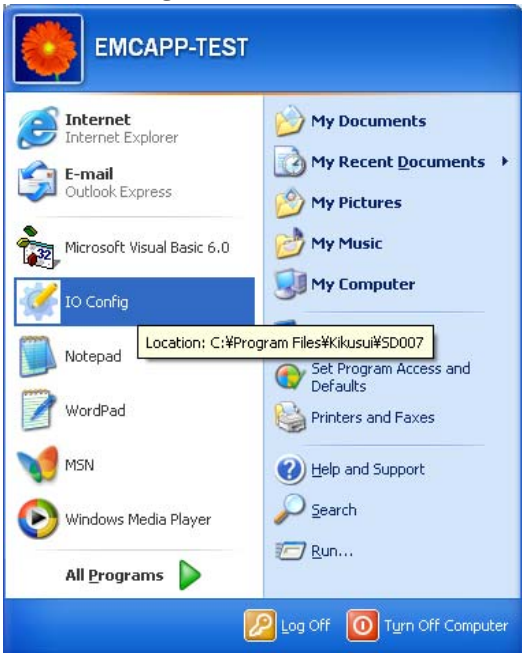 EMCAPP-TEST
Internet
Internet Explorer
E-mail
Outlook Express
Microsoft Visual Basic 6.0
IO Config
Notepad
WordPad
MSN
Windows Media Player
All Programs
My Documents
My Recent Documents
My Pictures
My Music
My Computer
Location: C:¥Program Files¥Kikusui¥SD007
Set Program Access and
Defaults
Printers and Faxes
Help and Support
Search
Run...
Log Off
Turn Off Computer